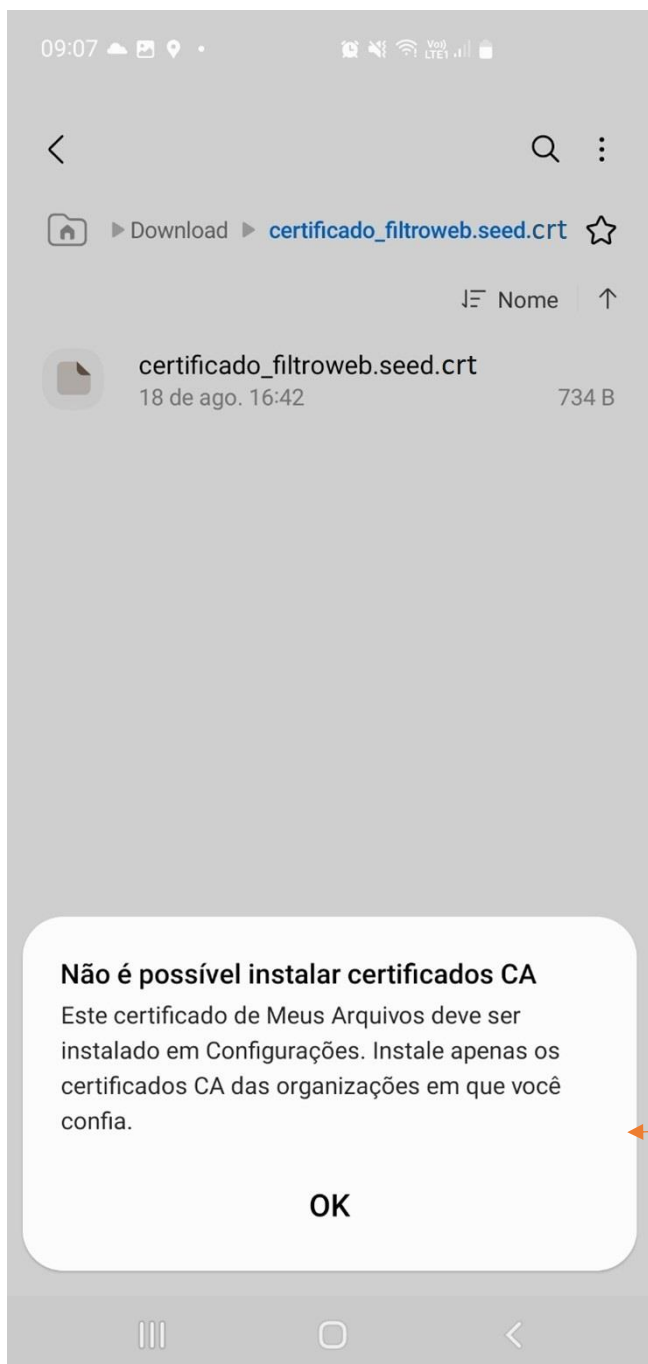 09:07
Vo))
LTE1
Download
certificado_filtroweb.seed.crt
Nome
certificado_filtroweb.seed.crt
18 de ago. 16:42
734 B
Não é possível instalar certificados CA
Este certificado de Meus Arquivos deve ser
instalado em Configurações. Instale apenas os
certificados CA das organizações em que você
confia.
OK